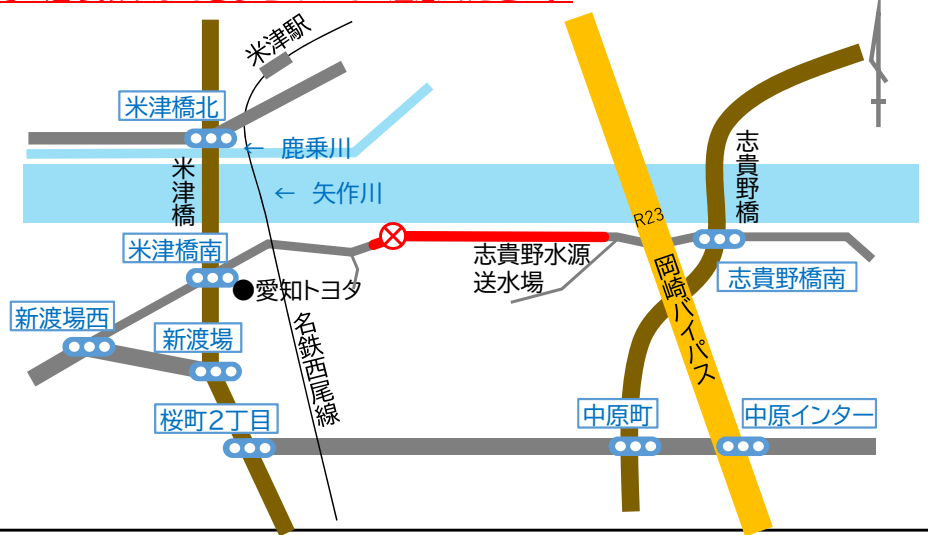 米津駅
米津橋北
← 鹿乗川
志貴野橋
米津橋
← 矢作川
R23
米津橋南
志貴野水源
送水場
志貴野橋南
愛知トヨタ
岡崎バイパス
新渡場西
新渡場
名鉄西尾線
桜町2丁目
中原町
中原インター